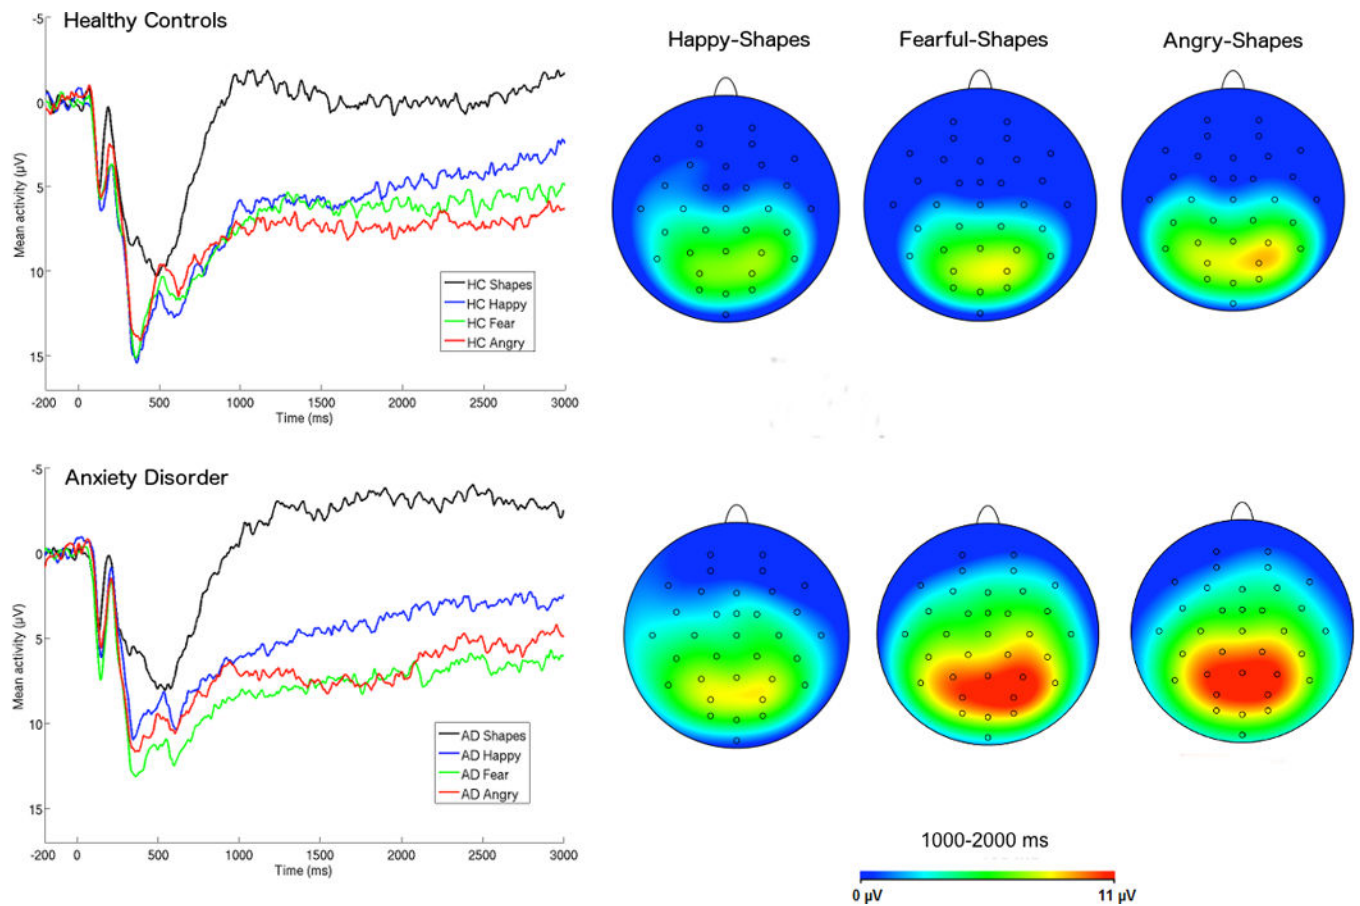 Healthy Controls
-5
0
5
10
15
Mean activity (µV)
HC Shapes
HC Happy
HC Fear
HC Angry
-200 0 500 1000 1500 2000 2500 3000
Time (ms)
Happy-Shapes
Fearful-Shapes
Angry-Shapes
Anxiety Disorder
-5
0
5
10
15
Mean activity (µV)
AD Shapes
AD Happy
AD Fear
AD Angry
-200 0 500 1000 1500 2000 2500 3000
Time (ms)
1000-2000 ms
0 µV 11 µV